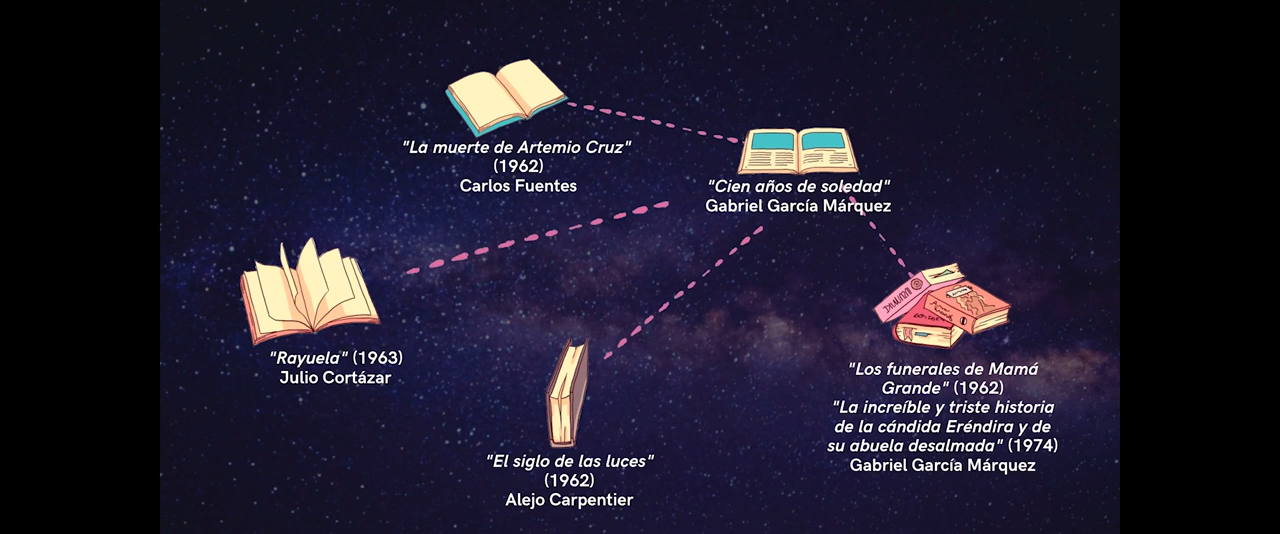 "La muerte de Artemio Cruz"
(1962)
Carlos Fuentes
"Cien años de soledad"
Gabriel García Márquez
"Rayuela" (1963)
Julio Cortázar
"El siglo de las luces"
(1962)
Alejo Carpentier
"Los funerales de Mamá
Grande" (1962)
"La increíble y triste historia
de la cándida Eréndira y de
su abuela desalmada" (1974)
Gabriel García Márquez